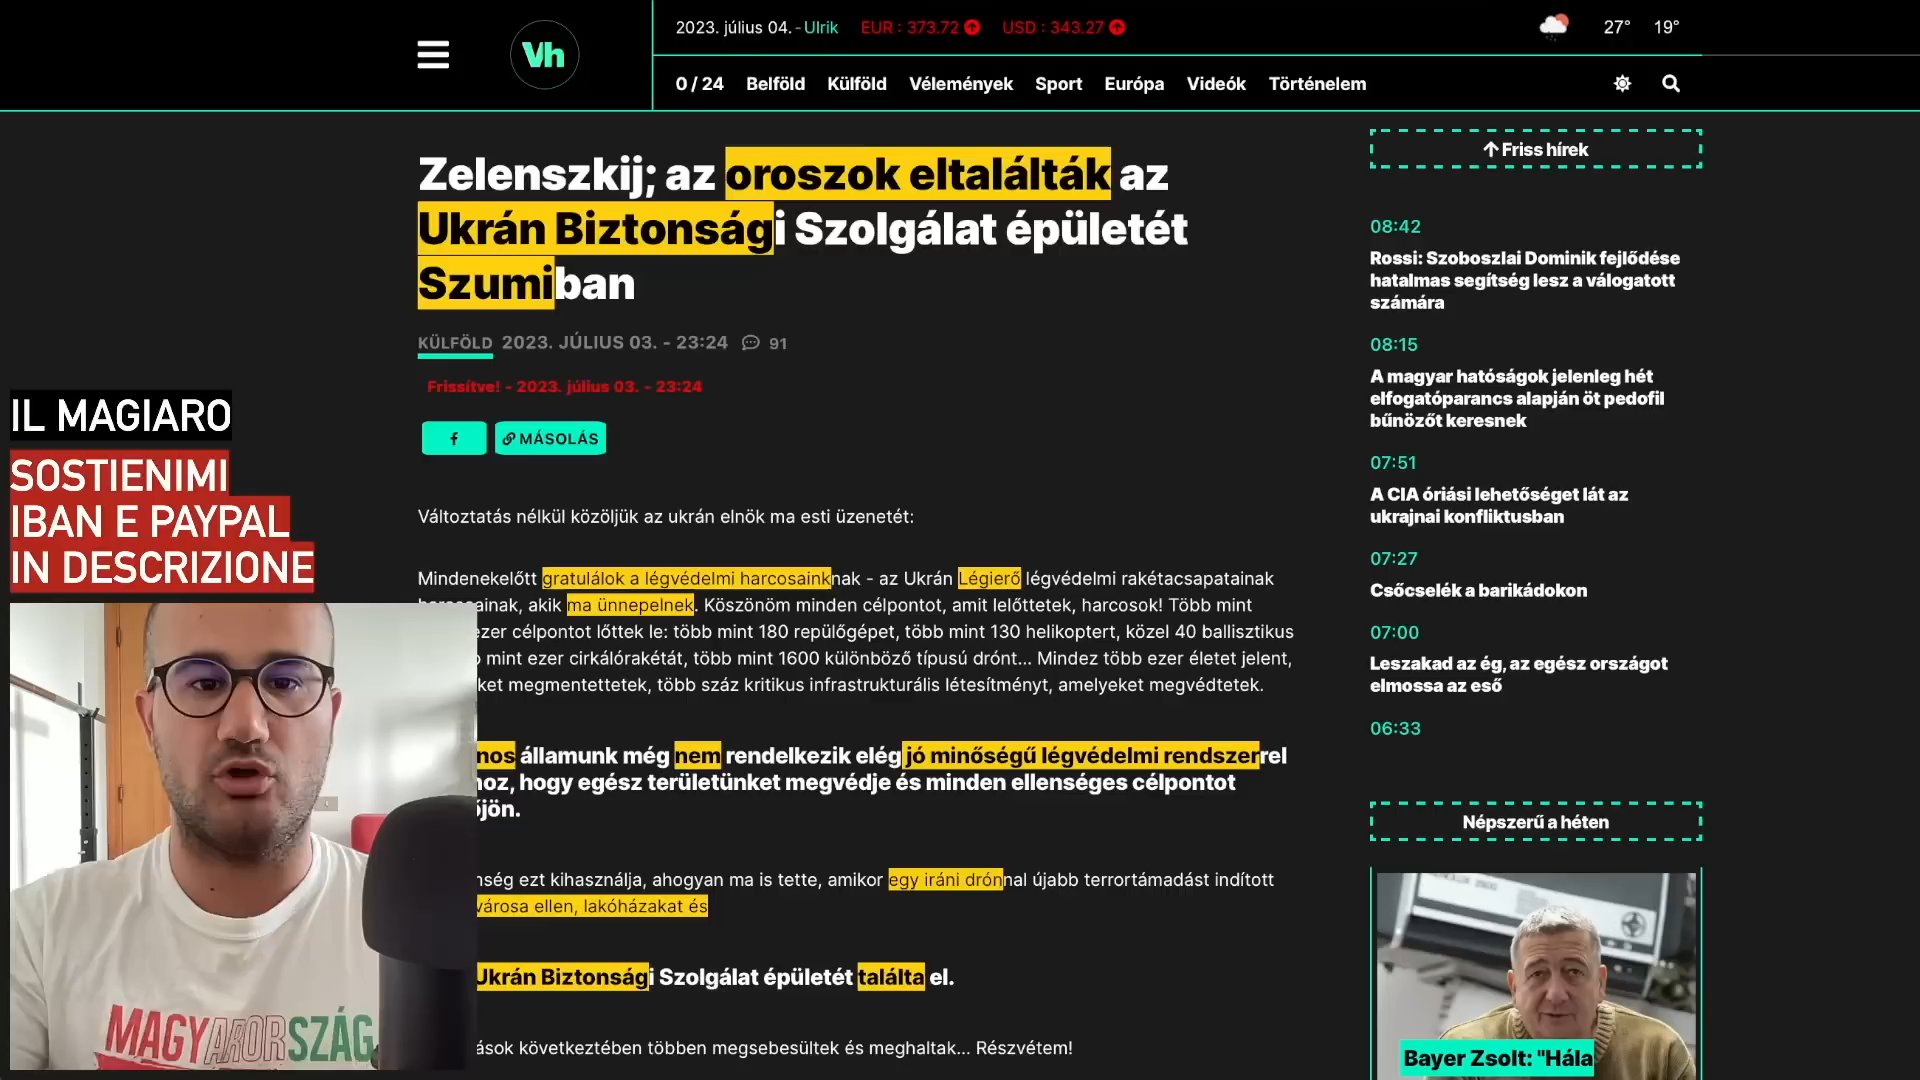 Vh
2023. július 04. - Ulrik EUR : 373.72 USD : 343.27 27° 19°
0 / 24 Belföld Külföld Vélemények Sport Európa Videók Történelem
Zelenszkij; az oroszok eltalálták az
Ukrán Biztonsági Szolgálat épületét
Szumiban
KÜLFÖLD 2023. JÚLIUS 03. - 23:24 91
Frissítve! - 2023. július 03. - 23:24
f MÁSOLÁS
Változtatás nélkül közöljük az ukrán elnök ma esti üzenetét:
Mindenekelőtt gratulálok a légvédelmi harcosainknak - az Ukrán Légierő légvédelmi rakétacsapatainak
akik ma ünnepelnek. Köszönöm minden célpontot, amit lelőttetek, harcosok! Több mint
ezer célpontot lőttek le: több mint 180 repülőgépet, több mint 130 helikoptert, közel 40 ballisztikus
mint ezer cirkálórakétát, több mint 1600 különböző típusú drónt... Mindez több ezer életet jelent,
ket megmentettetek, több száz kritikus infrastrukturális létesítményt, amelyeket megvédtetek.
nos államunk még nem rendelkezik elég jó minőségű légvédelmi rendszerrel
hoz, hogy egész területünket megvédje és minden ellenséges célpontot
jön.
ség ezt kihasználja, ahogyan ma is tette, amikor egy iráni drónnal újabb terrortámadást indított
városa ellen, lakóházakat és
Ukrán Biztonsági Szolgálat épületét találta el.
ások következtében többen megsebesültek és meghaltak... Részvétem!
IL MAGIARO
SOSTIENIMI
IBAN E PAYPAL
IN DESCRIZIONE
MAGYARORSZÁG
Friss hírek
08:42
Rossi: Szoboszlai Dominik fejlődése
hatalmas segítség lesz a válogatott
számára
08:15
A magyar hatóságok jelenleg hét
elfogatóparancs alapján öt pedofil
bűnözőt keresnek
07:51
A CIA óriási lehetőséget lát az
ukrajnai konfliktusban
07:27
Csőcselék a barikádokon
07:00
Leszakad az ég, az egész országot
elmossa az eső
06:33
Népszerű a héten
Bayer Zsolt: "Hála